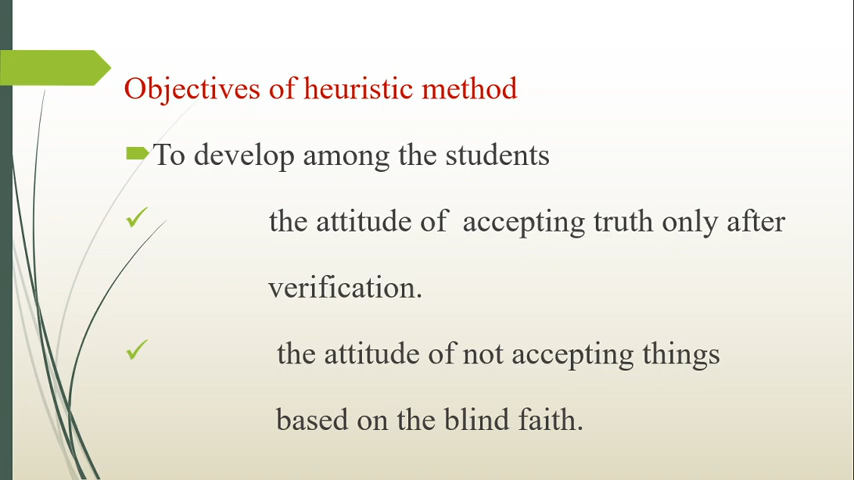 Objectives of heuristic method
To develop among the students
the attitude of accepting truth only after
verification.
the attitude of not accepting things
based on the blind faith.